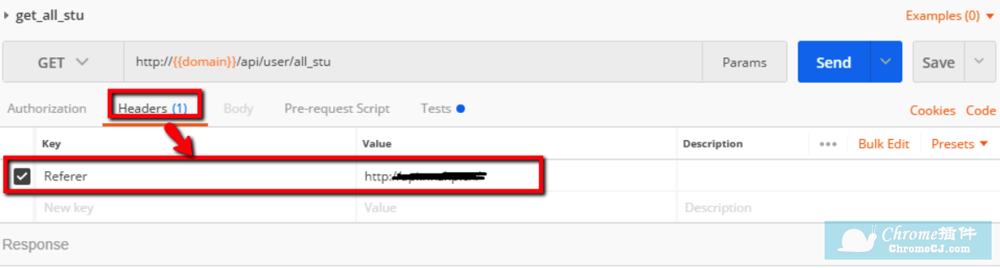 get_all_stu Examples (0)
GET http://{{domain}}/api/user/all_stu Params Send Save
Authorization Headers (1) Body Pre-request Script Tests Cookies Code
Key Value Description ••• Bulk Edit Presets
Referer http:/
New key Value Description
Response
Chrome插件
ChromeCJ.com